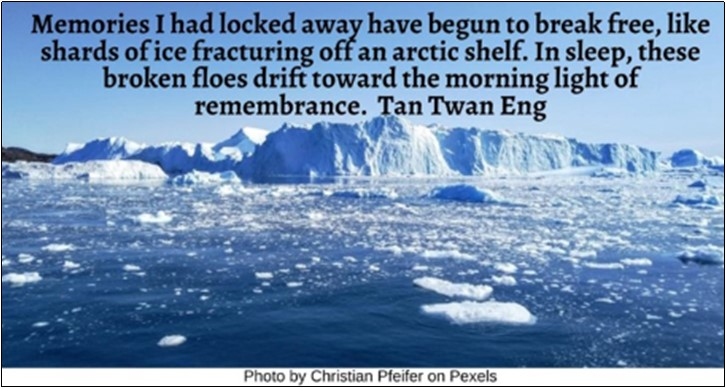 Memories I had locked away have begun to break free, like
shards of ice fracturing off an arctic shelf. In sleep, these
broken floes drift toward the morning light of
remembrance.  Tan Twan Eng
Photo by Christian Pfeifer on Pexels